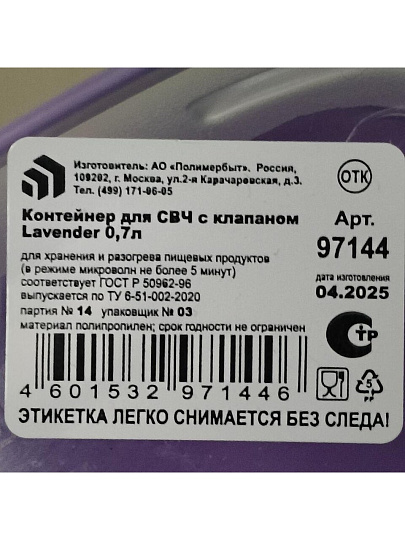 Изготовитель: АО «Полимербыт». Россия,
109202, г. Москва, ул.2-я Карачаровская, д.3.
Тел. (499) 171-06-05
ОТК
Контейнер для СВЧ с клапаном
Lavender 0,7л
Арт.
97144
для хранения и разогрева пищевых продуктов
(в режиме микроволн не более 5 минут)
соответствует ГОСТ Р 50962-96
выпускается по ТУ 6-51-002-2020
дата изготовления
04.2025
партия № 14 упаковщик № 03
материал полипропилен; срок годности не ограничен
СТР
4 601532 971446
5
PP
ЭТИКЕТКА ЛЕГКО СНИМАЕТСЯ БЕЗ СЛЕДА!